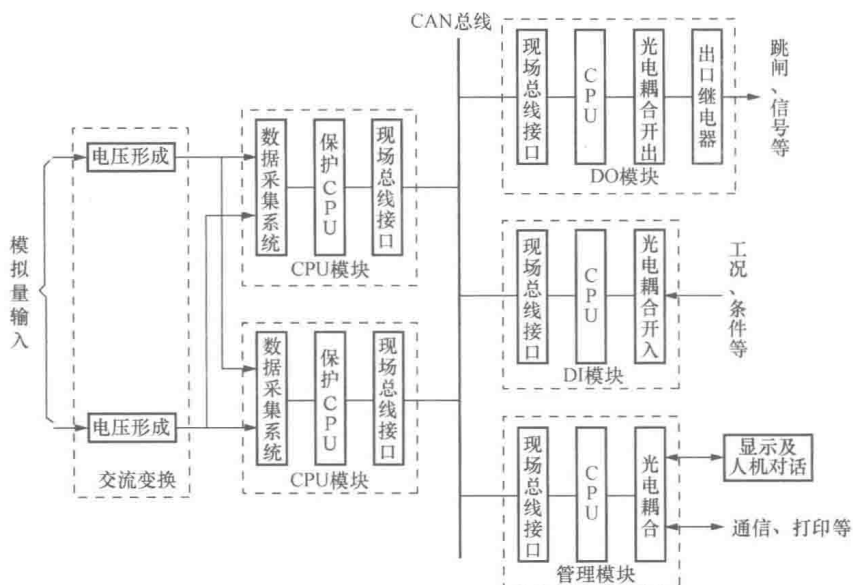 CAN总线
模拟量输入
电压形成
电压形成
交流变换
数据采集系统
保护CPU
现场总线接口
CPU模块
数据采集系统
保护CPU
现场总线接口
CPU模块
现场总线接口
CPU
光电耦合开出
出口继电器
DO模块
跳闸、信号等
现场总线接口
CPU
光电耦合开入
DI模块
工况、条件等
现场总线接口
CPU
光电耦合
管理模块
显示及
人机对话
通信、打印等